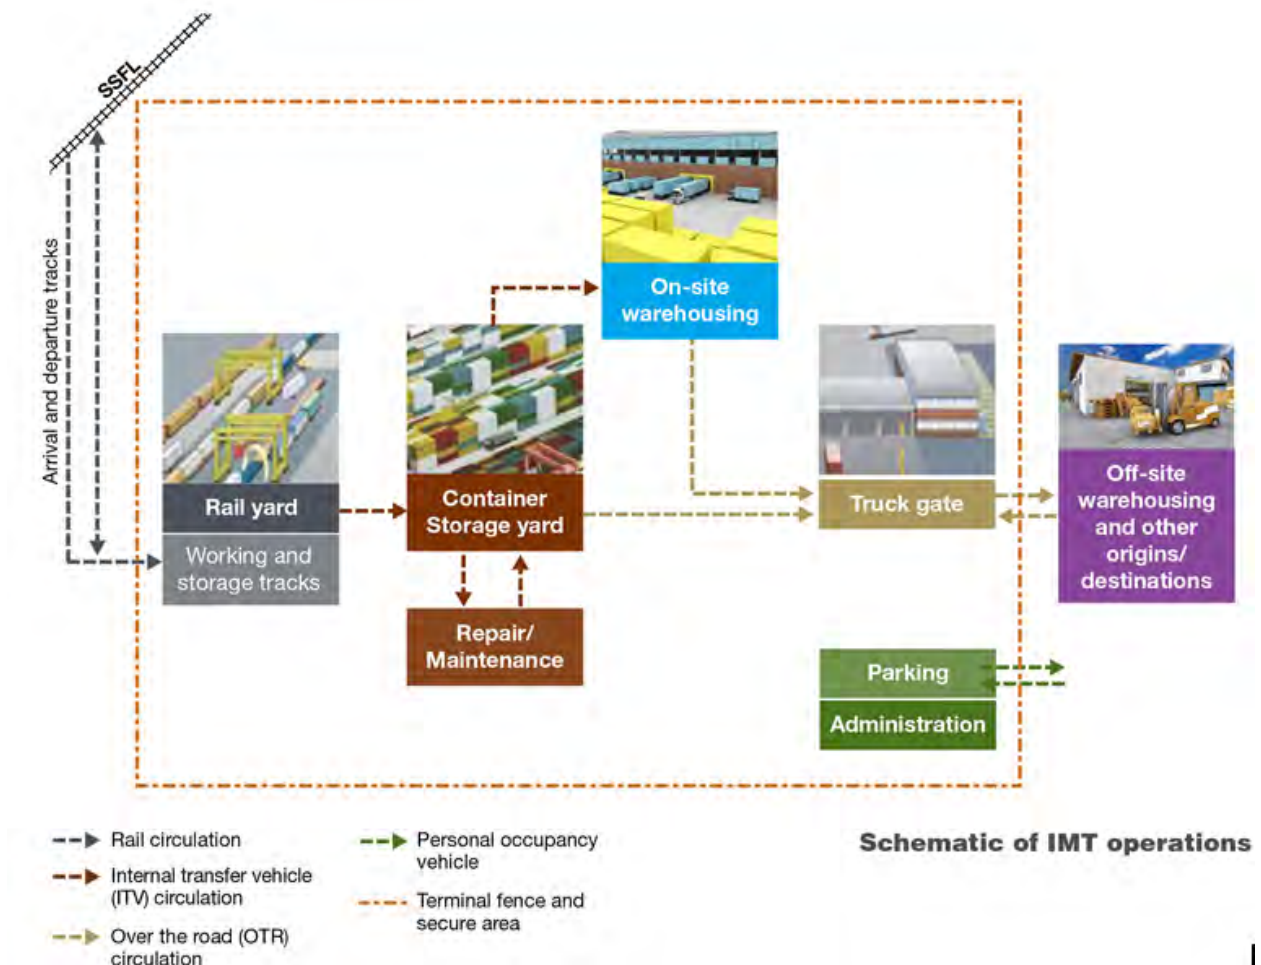 SSFL
Arrival and departure tracks
On-site
warehousing
Rail yard
Working and
storage tracks
Container
Storage yard
Repair/
Maintenance
Truck gate
Off-site
warehousing
and other
origins/
destinations
Parking
Administration
Rail circulation
Internal transfer vehicle
(ITV) circulation
Over the road (OTR)
circulation
Personal occupancy
vehicle
Terminal fence and
secure area
Schematic of IMT operations